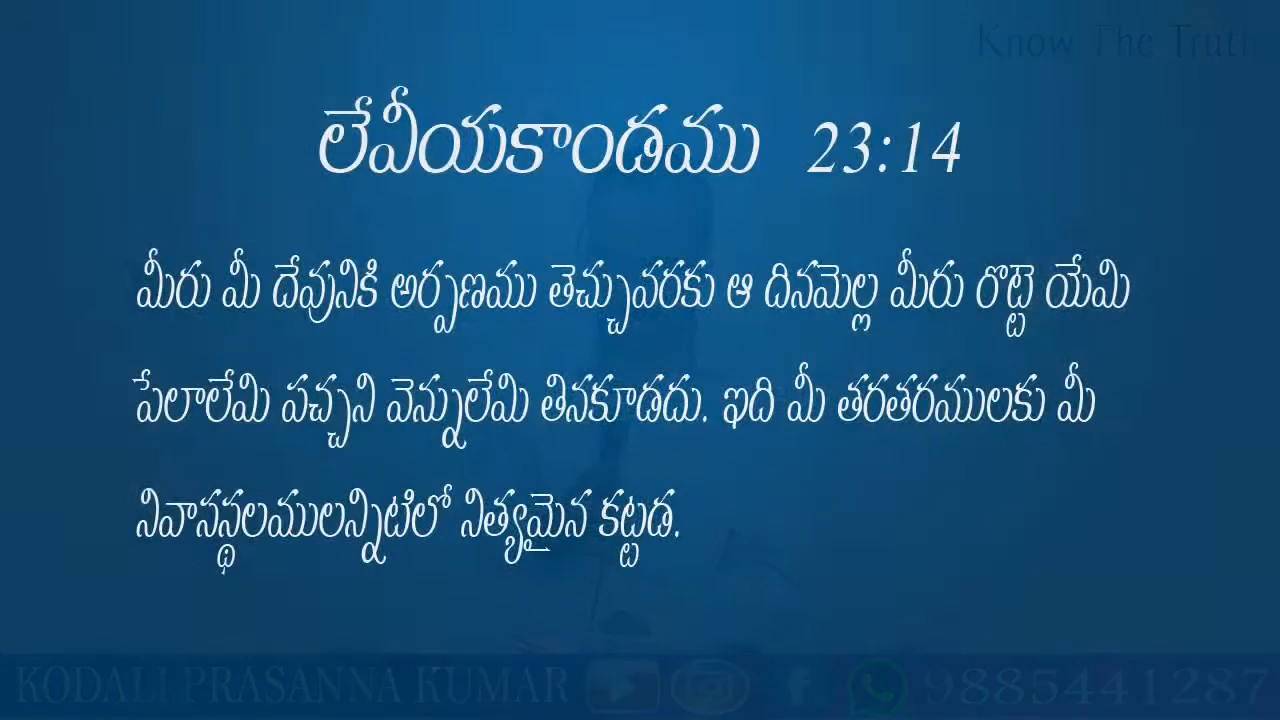 Know The Truth
లేవీయకాండము 23:14
మీరు మీ దేవునికి అర్పణము తెచ్చువరకు ఆ దినమెల్ల మీరు రొట్టె యేమి
పేలాలేమి పచ్చని వెన్నులేమి తినకూడదు. ఇది మీ తరతరములకు మీ
నివాసస్థలములన్నిటిలో నిత్యమైన కట్టడ.
KODALI PRASANNA KUMAR 9885441287